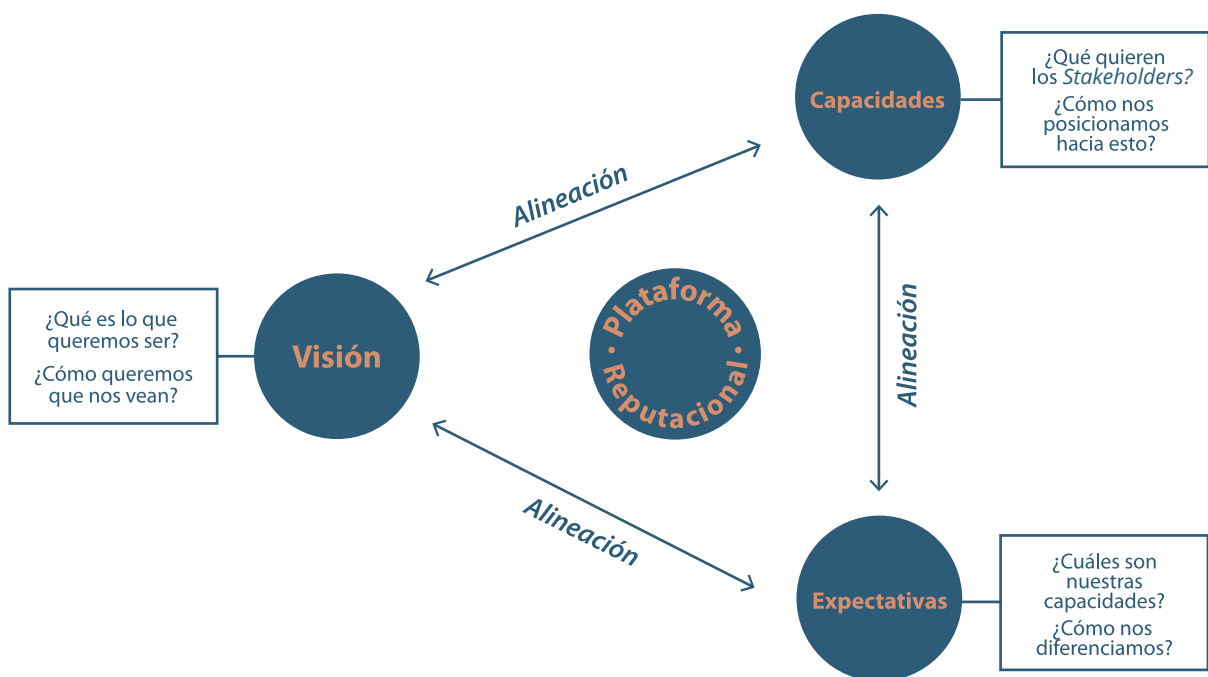 ¿Qué quieren
los Stakeholders?
¿Cómo nos
posicionamos
hacia esto?
Capacidades
Alineación
¿Qué es lo que
queremos ser?
¿Cómo queremos
que nos vean?
Visión
· Plataforma ·
Reputacional
Alineación
Alineación
Expectativas
¿Cuáles son
nuestras
capacidades?
¿Cómo nos
diferenciamos?